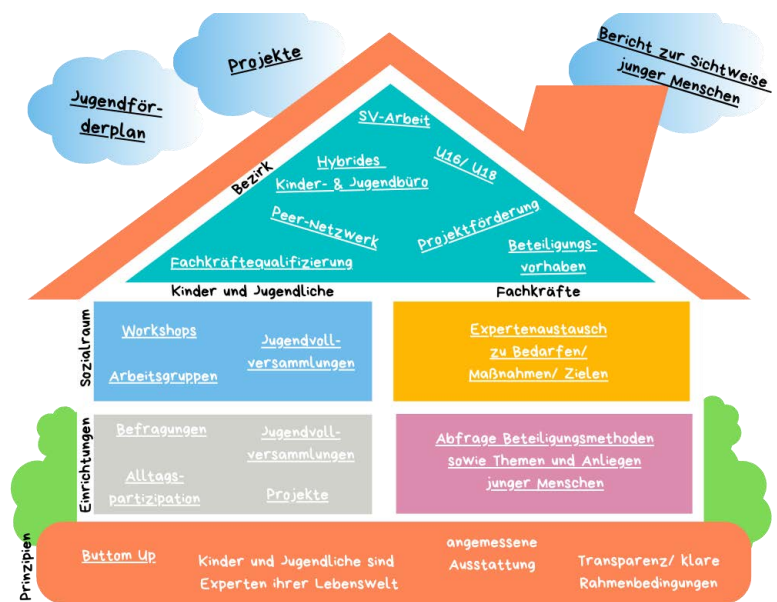 Projekte
Jugendför-
derplan
Bericht zur Sichtweise
junger Menschen
Bezirk
SV-Arbeit
U16/ U18
Hybrides
Kinder- & Jugendbüro
Peer-Netzwerk
Projektförderung
Fachkräftequalifizierung
Beteiligungs-
vorhaben
Kinder und Jugendliche
Fachkräfte
Sozialraum
Workshops
Arbeitsgruppen
Jugendvoll-
versammlungen
Expertenaustausch
zu Bedarfen/
Maßnahmen/ Zielen
Einrichtungen
Befragungen
Alltags-
partizipation
Jugendvoll-
versammlungen
Projekte
Abfrage Beteiligungsmethoden
sowie Themen und Anliegen
junger Menschen
Prinzipien
Buttom Up
Kinder und Jugendliche sind
Experten ihrer Lebenswelt
angemessene
Ausstattung
Transparenz/ klare
Rahmenbedingungen